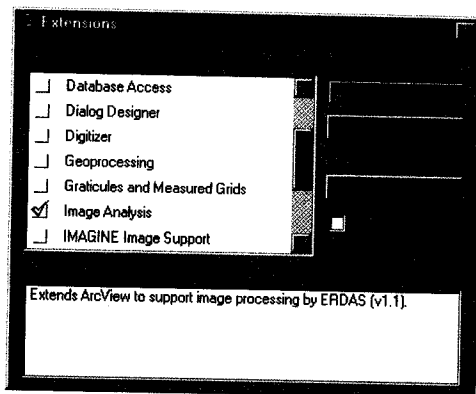 Extensions
Database Access
Dialog Designer
Digitizer
Geoprocessing
Graticules and Measured Grids
Image Analysis
IMAGINE Image Support
Extends ArcView to support image processing by ERDAS (v1.1).